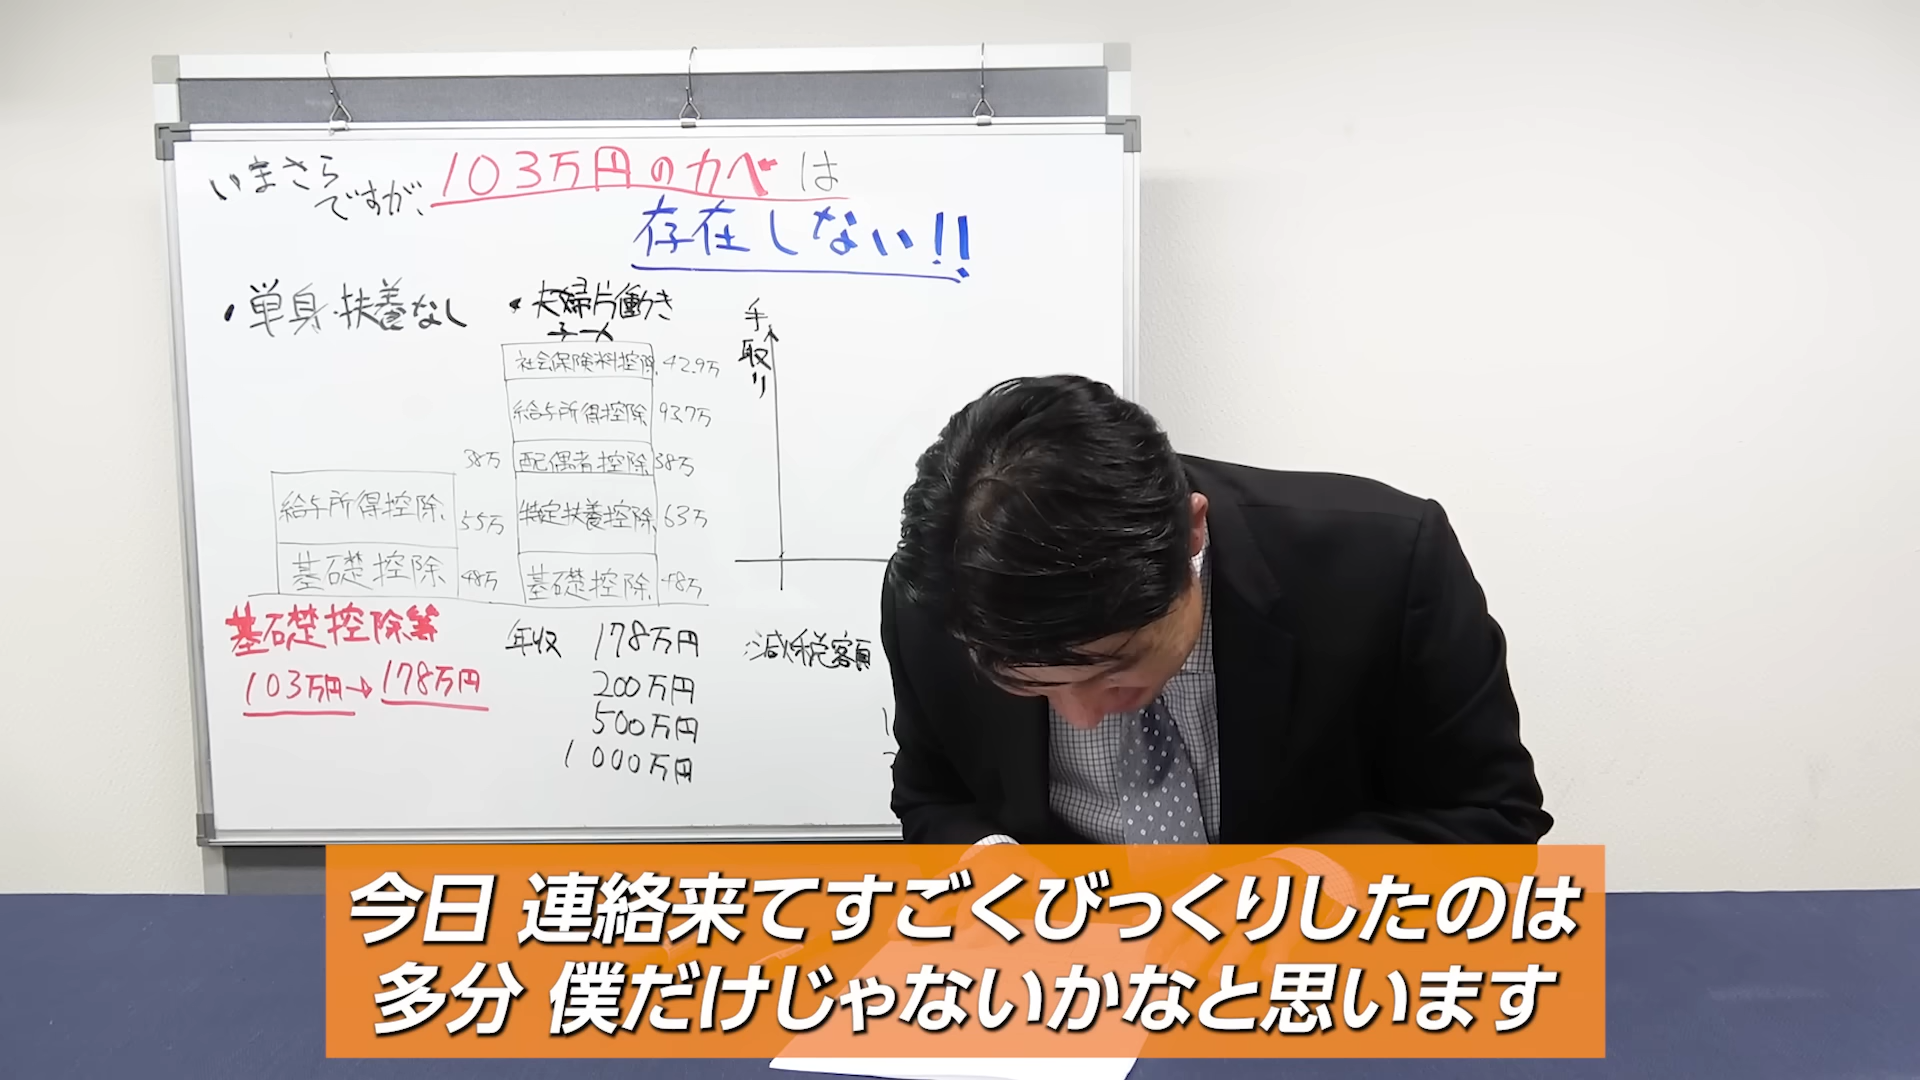 いまさら
ですが、
103万円のカベは
存在しない!!
・単身・扶養なし
給与所得控除 55万
基礎控除 48万
基礎控除等
103万円→178万円
・夫婦片働き
社会保険料控除 42.9万
給与所得控除
38万
配偶者控除 38万
特定扶養控除 63万
基礎控除 48万
手取り
年収 178万円
200万円
500万円
1000万円
:減税額
今日 連絡来てすごくびっくりしたのは
多分 僕だけじゃないかなと思います